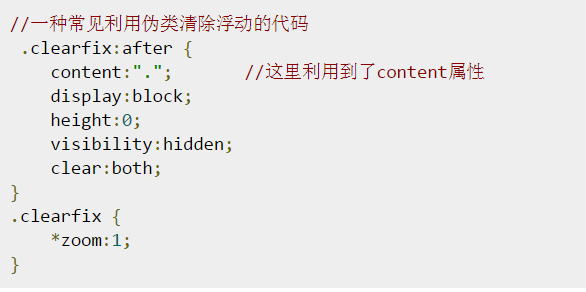 //一种常见利用伪类清除浮动的代码
.clearfix:after {
content:"."; //这里利用到了content属性
display:block;
height:0;
visibility:hidden;
clear:both;
}
.clearfix {
*zoom:1;
}